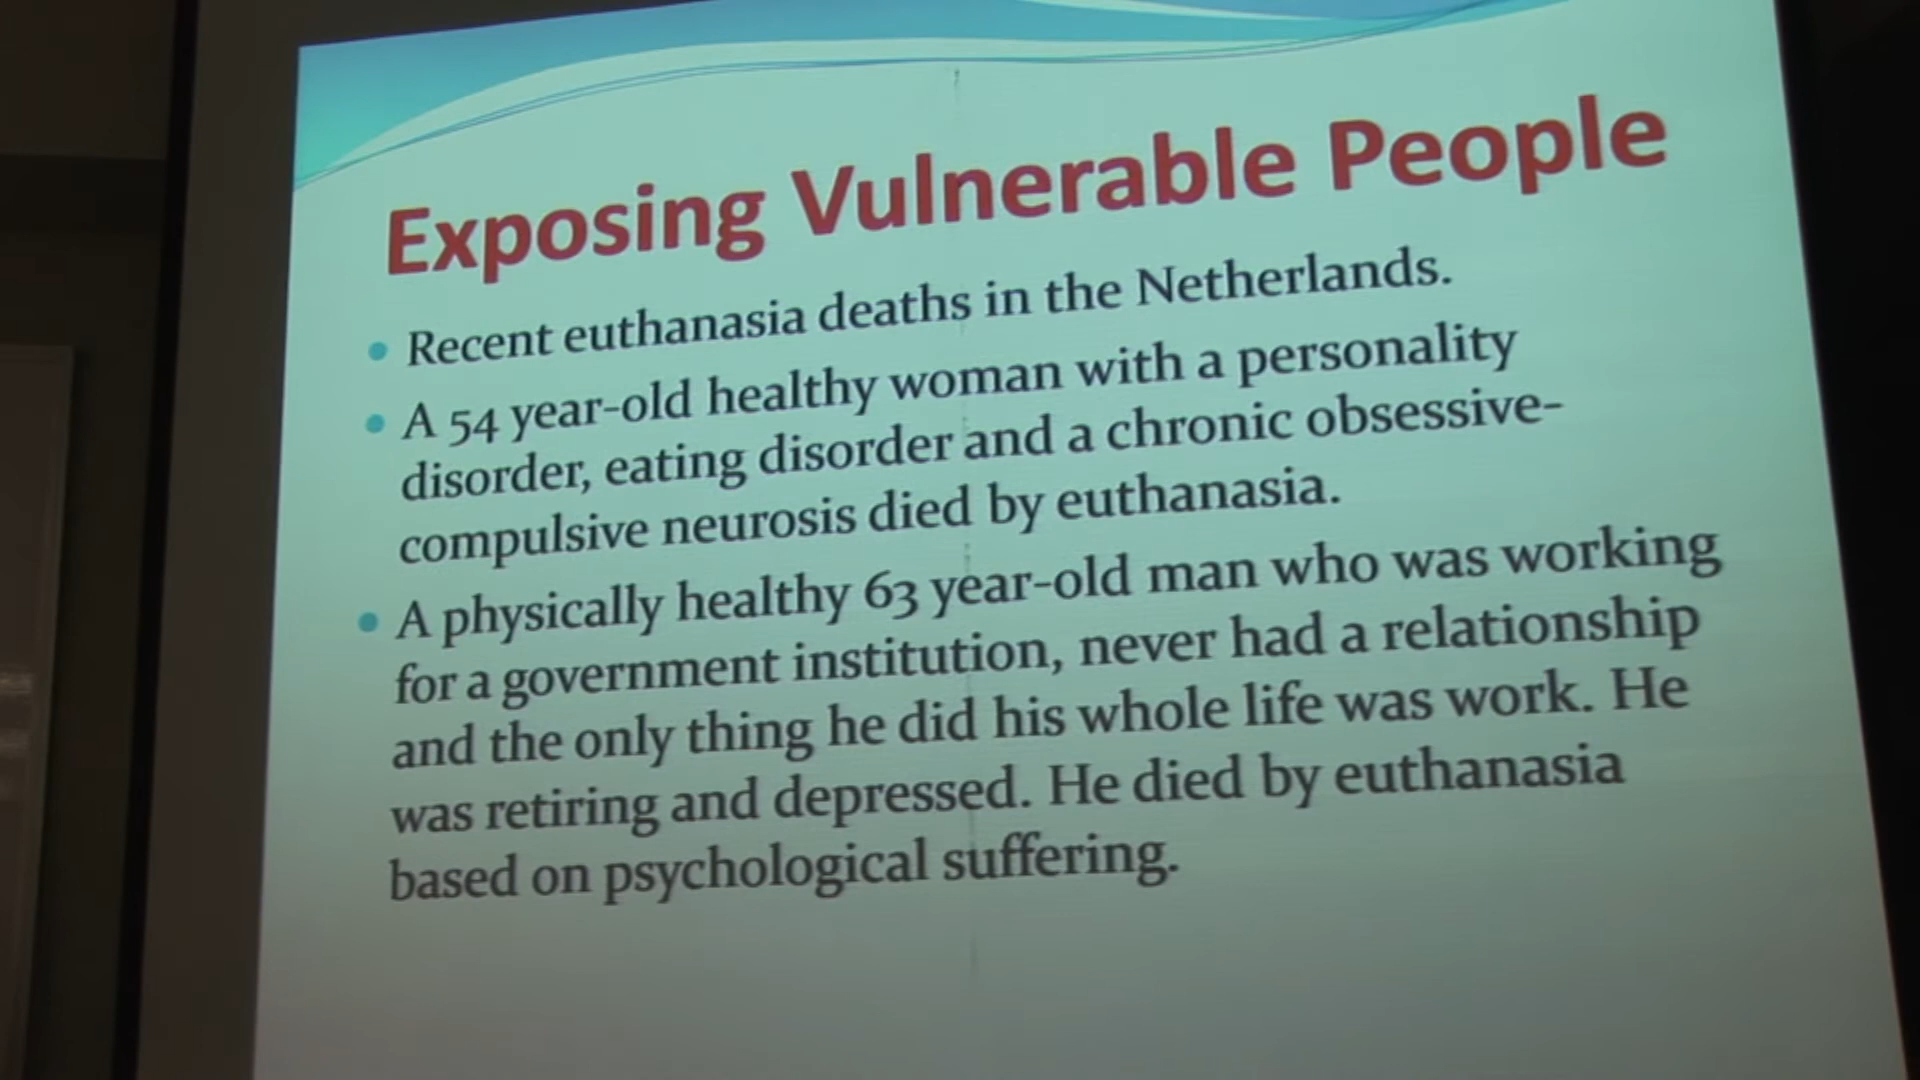 Exposing Vulnerable People
• Recent euthanasia deaths in the Netherlands.
• A 54 year-old healthy woman with a personality
disorder, eating disorder and a chronic obsessive-
compulsive neurosis died by euthanasia.
• A physically healthy 63 year-old man who was working
for a government institution, never had a relationship
and the only thing he did his whole life was work. He
was retiring and depressed. He died by euthanasia
based on psychological suffering.